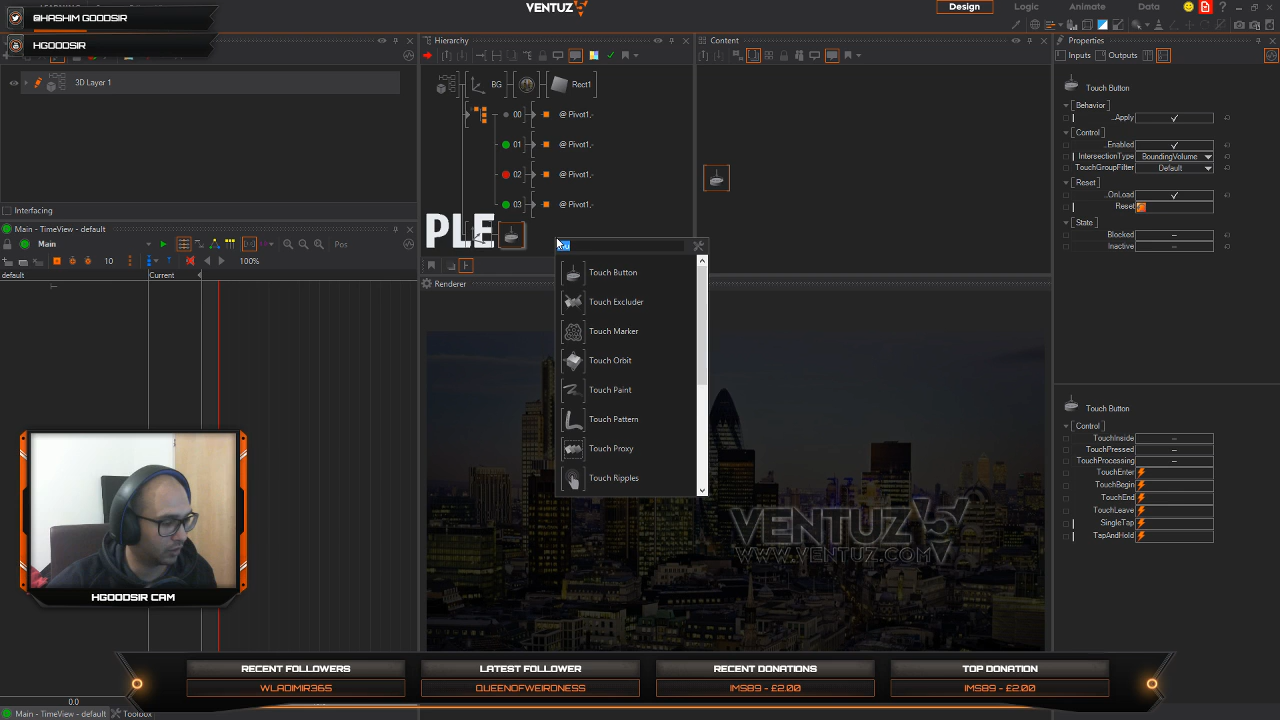 @HASHIM GOODSIR
HGOODSIR
VENTUZ
Design
Logic
Animate
Data
Hierarchy
Content
Properties
Inputs
Outputs
3D Layer 1
BG
Rect1
00
@ Pivot1,-
01
@ Pivot1,-
02
@ Pivot1,-
03
@ Pivot1,-
PLE
Interfacing
Main - TimeView - default
Main
Pos
10
100%
default
Current
Touch Button
Touch Excluder
Touch Marker
Touch Orbit
Touch Paint
Touch Pattern
Touch Proxy
Touch Ripples
Renderer
VENTUZ 5
WWW.VENTUZ.COM
Touch Button
Behavior
..Apply
Control
..Enabled
IntersectionType
BoundingVolume
TouchGroupFilter
Default
Reset
..OnLoad
Reset
State
Blocked
Inactive
Touch Button
Control
TouchInside
TouchPressed
TouchProcessing
TouchEnter
TouchBegin
TouchEnd
TouchLeave
SingleTap
TapAndHold
HGOODSIR CAM
RECENT FOLLOWERS
WLADIMIR365
LATEST FOLLOWER
QUEENOFWEIRDNESS
RECENT DONATIONS
IMS89 - £2.00
TOP DONATION
IMS89 - £2.00
0.0
Main - TimeView - default
Toolbox